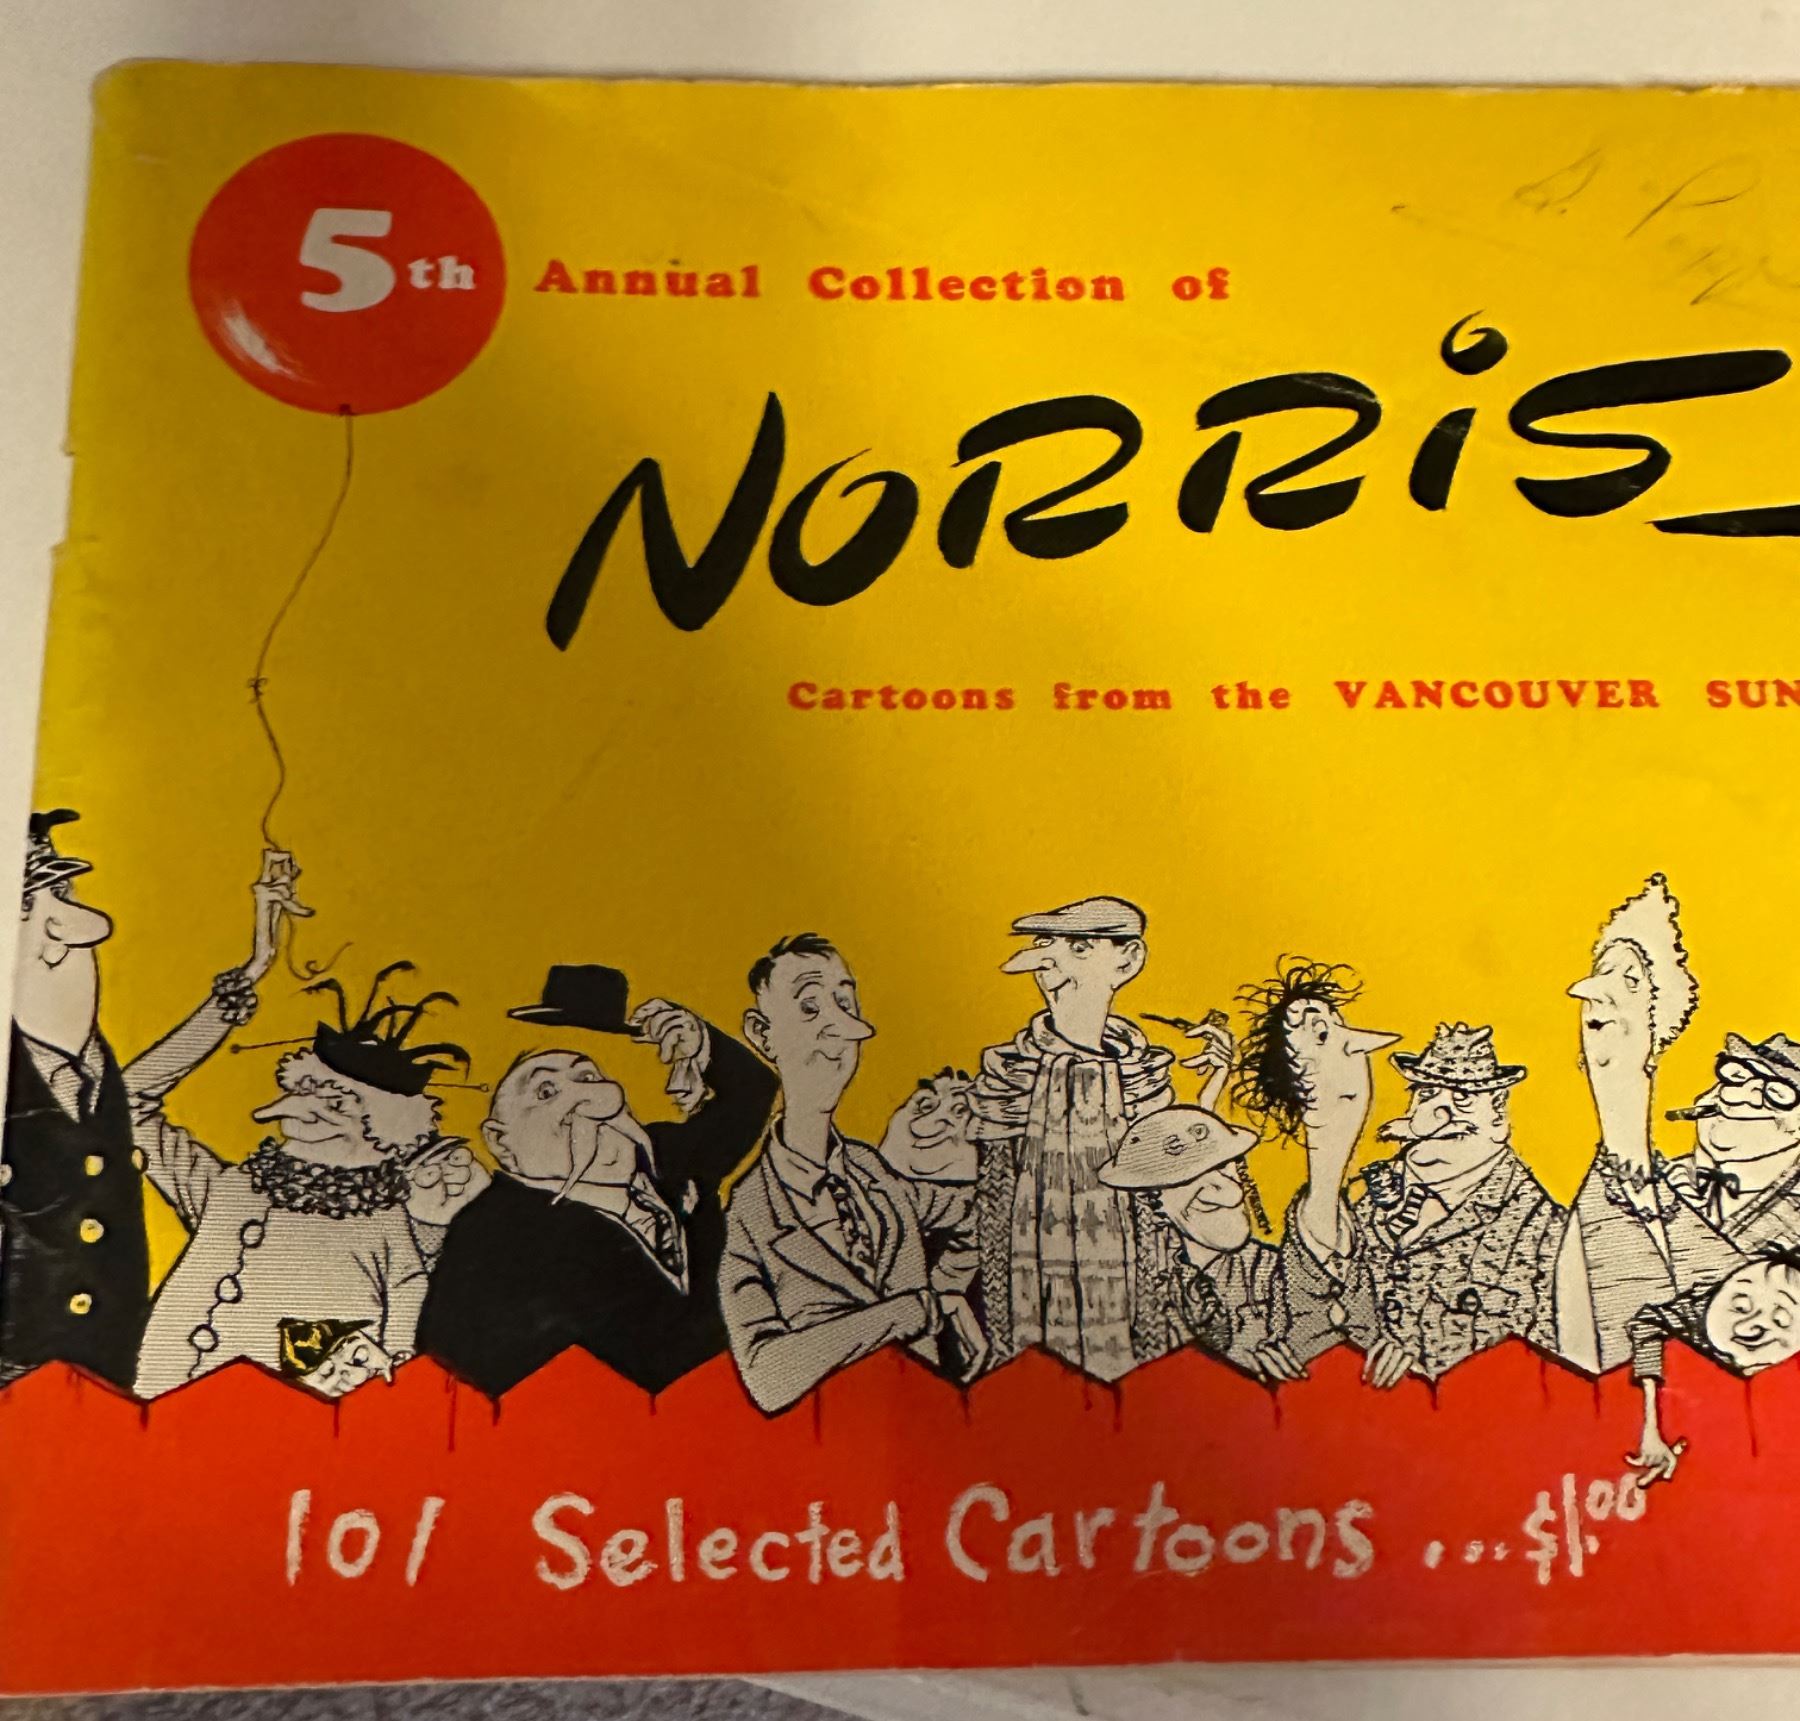 5th Annual Collection of
NORRIS
Cartoons from the VANCOUVER SUN
101 Selected Cartoons ... $1.00